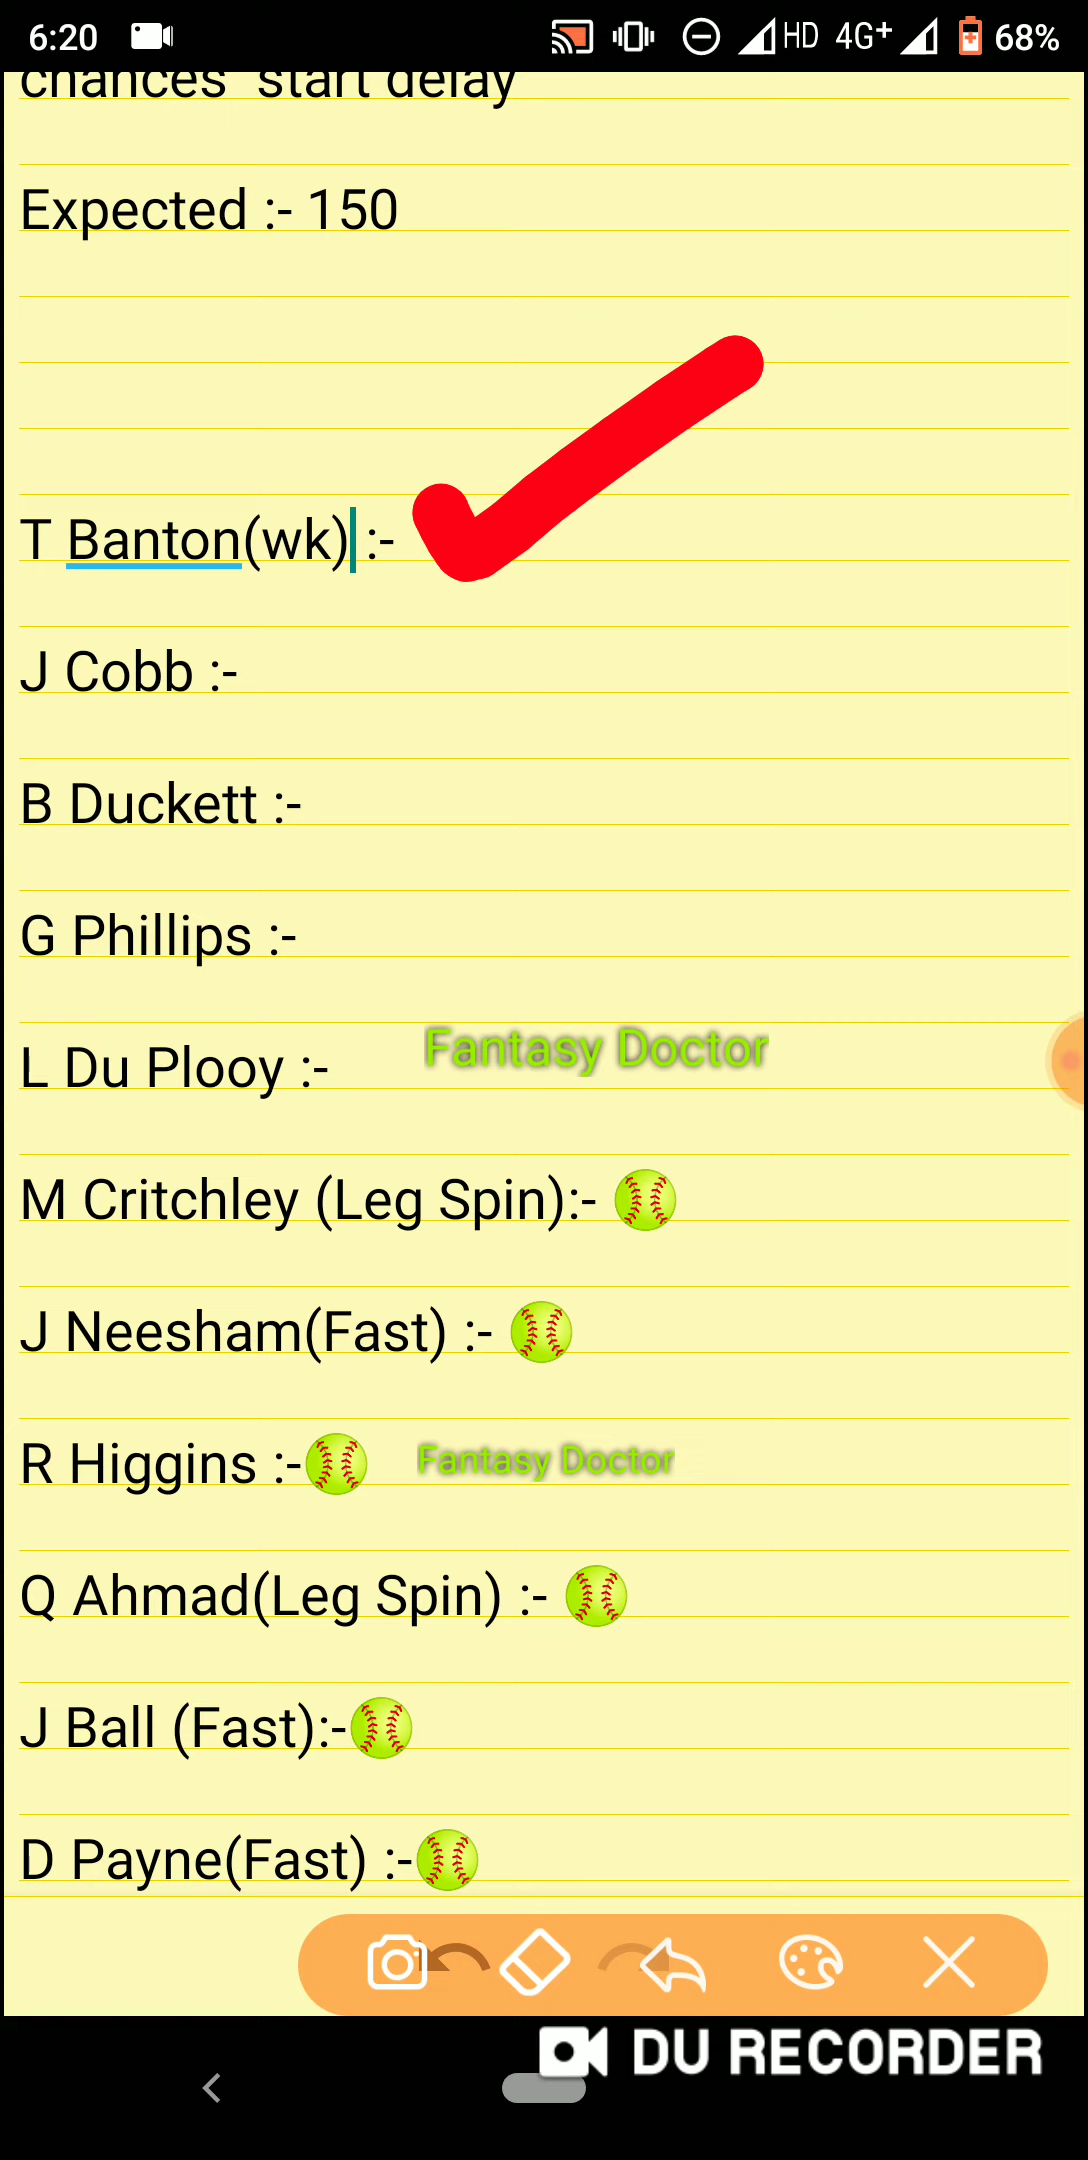 6:20 HD 4G+ 68%
chances start delay
Expected :- 150
T Banton(wk) :-
J Cobb :-
B Duckett :-
G Phillips :-
L Du Plooy :-
Fantasy Doctor
M Critchley (Leg Spin):-
J Neesham(Fast) :-
R Higgins :-
Fantasy Doctor
Q Ahmad(Leg Spin) :-
J Ball (Fast):-
D Payne(Fast) :-
DU RECORDER